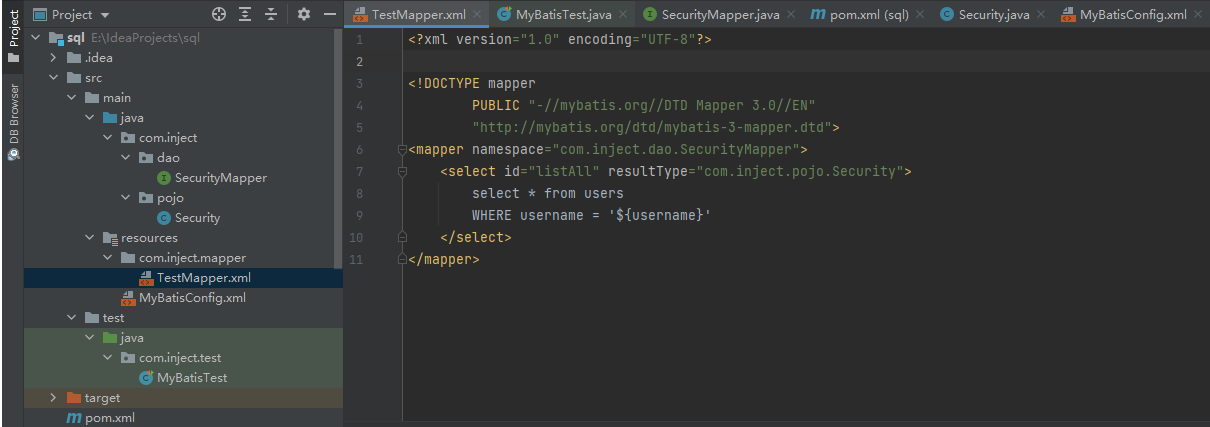 Project
TestMapper.xml
MyBatisTest.java
SecurityMapper.java
pom.xml (sql)
Security.java
MyBatisConfig.xml
Project
DB Browser
sql E:\IdeaProjects\sql
.idea
src
main
java
com.inject
dao
SecurityMapper
pojo
Security
resources
com.inject.mapper
TestMapper.xml
MyBatisConfig.xml
test
java
com.inject.test
MyBatisTest
target
pom.xml
1 <?xml version="1.0" encoding="UTF-8"?>
2
3 <!DOCTYPE mapper
4 PUBLIC "-//mybatis.org//DTD Mapper 3.0//EN"
5 "http://mybatis.org/dtd/mybatis-3-mapper.dtd">
6 <mapper namespace="com.inject.dao.SecurityMapper">
7 <select id="listAll" resultType="com.inject.pojo.Security">
8 select * from users
9 WHERE username = '${username}'
10 </select>
11 </mapper>